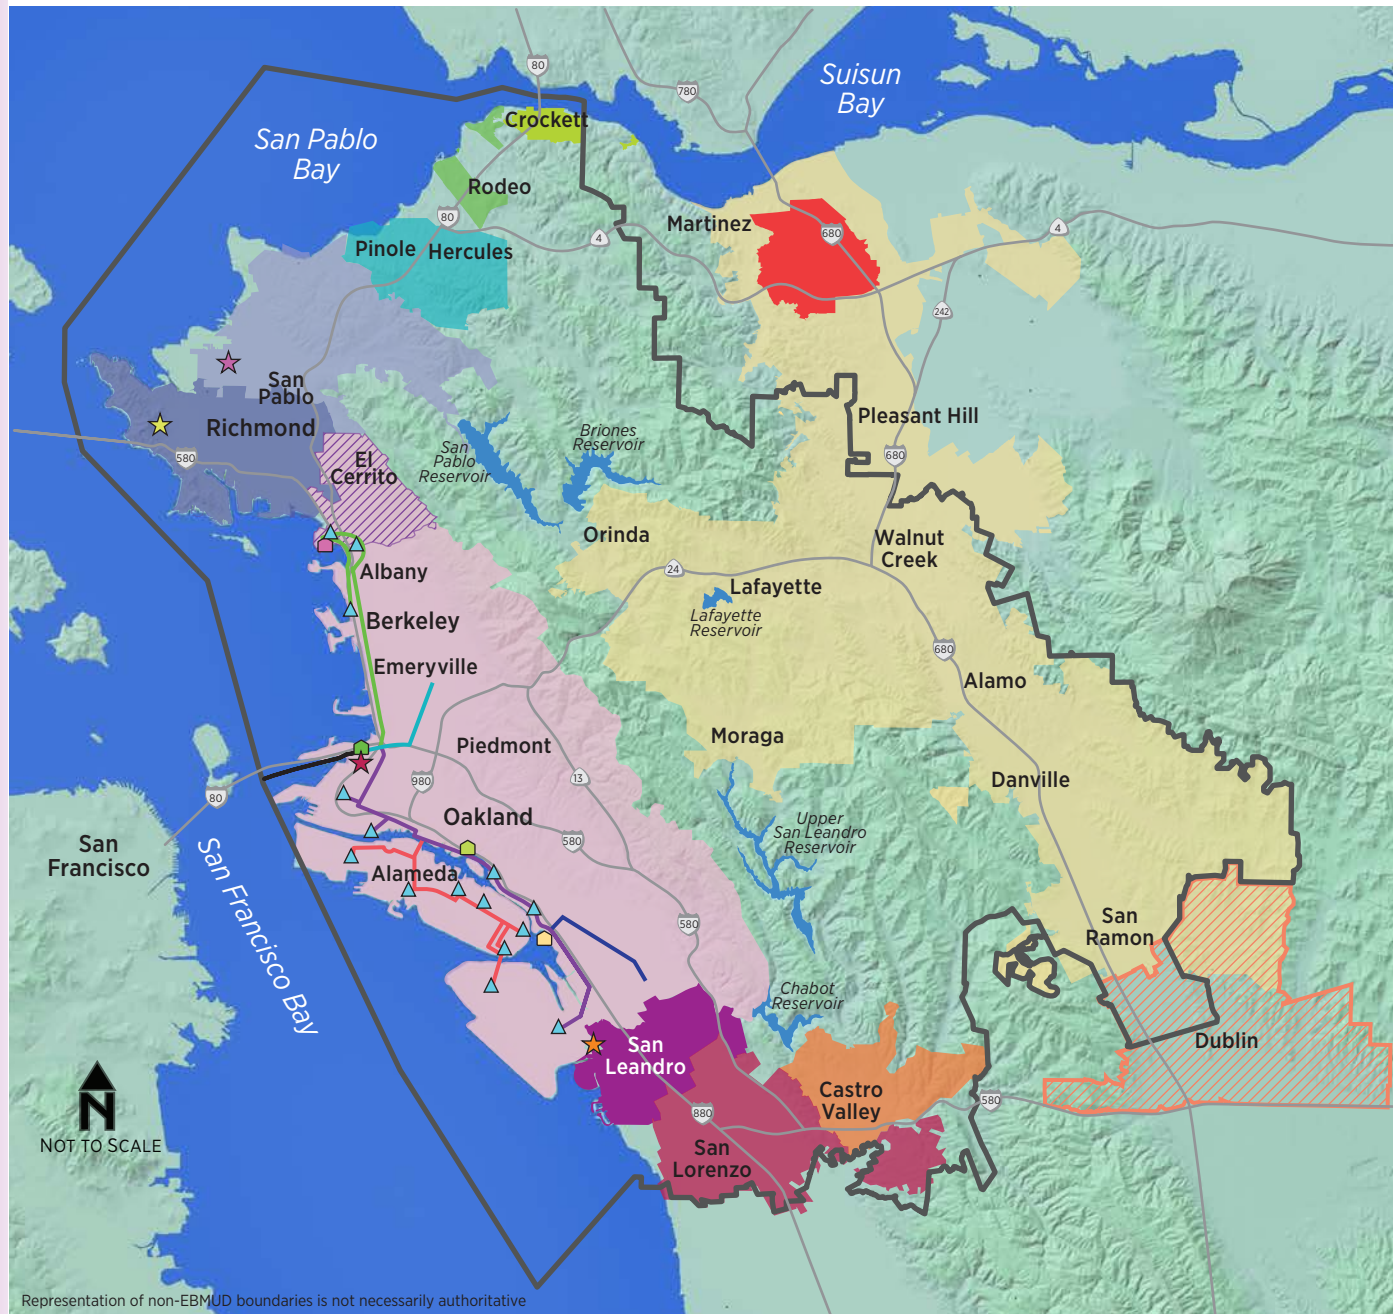 80
780
Suisun
Bay
San Pablo
Bay
Crockett
Rodeo
80
Martinez
4
680
4
Pinole
Hercules
242
San
Pablo
Richmond
Pleasant Hill
580
El
Cerrito
San
Pablo
Reservoir
Briones
Reservoir
680
Orinda
Walnut
Creek
24
Albany
Lafayette
Lafayette
Reservoir
Berkeley
Emeryville
680
Alamo
Piedmont
Moraga
980
13
Danville
80
Oakland
580
Upper
San Leandro
Reservoir
San
Francisco
Alameda
San Francisco Bay
580
San
Ramon
Chabot
Reservoir
Dublin
San
Leandro
Castro
Valley
580
880
N
NOT TO SCALE
San
Lorenzo
Representation of non-EBMUD boundaries is not necessarily authoritative